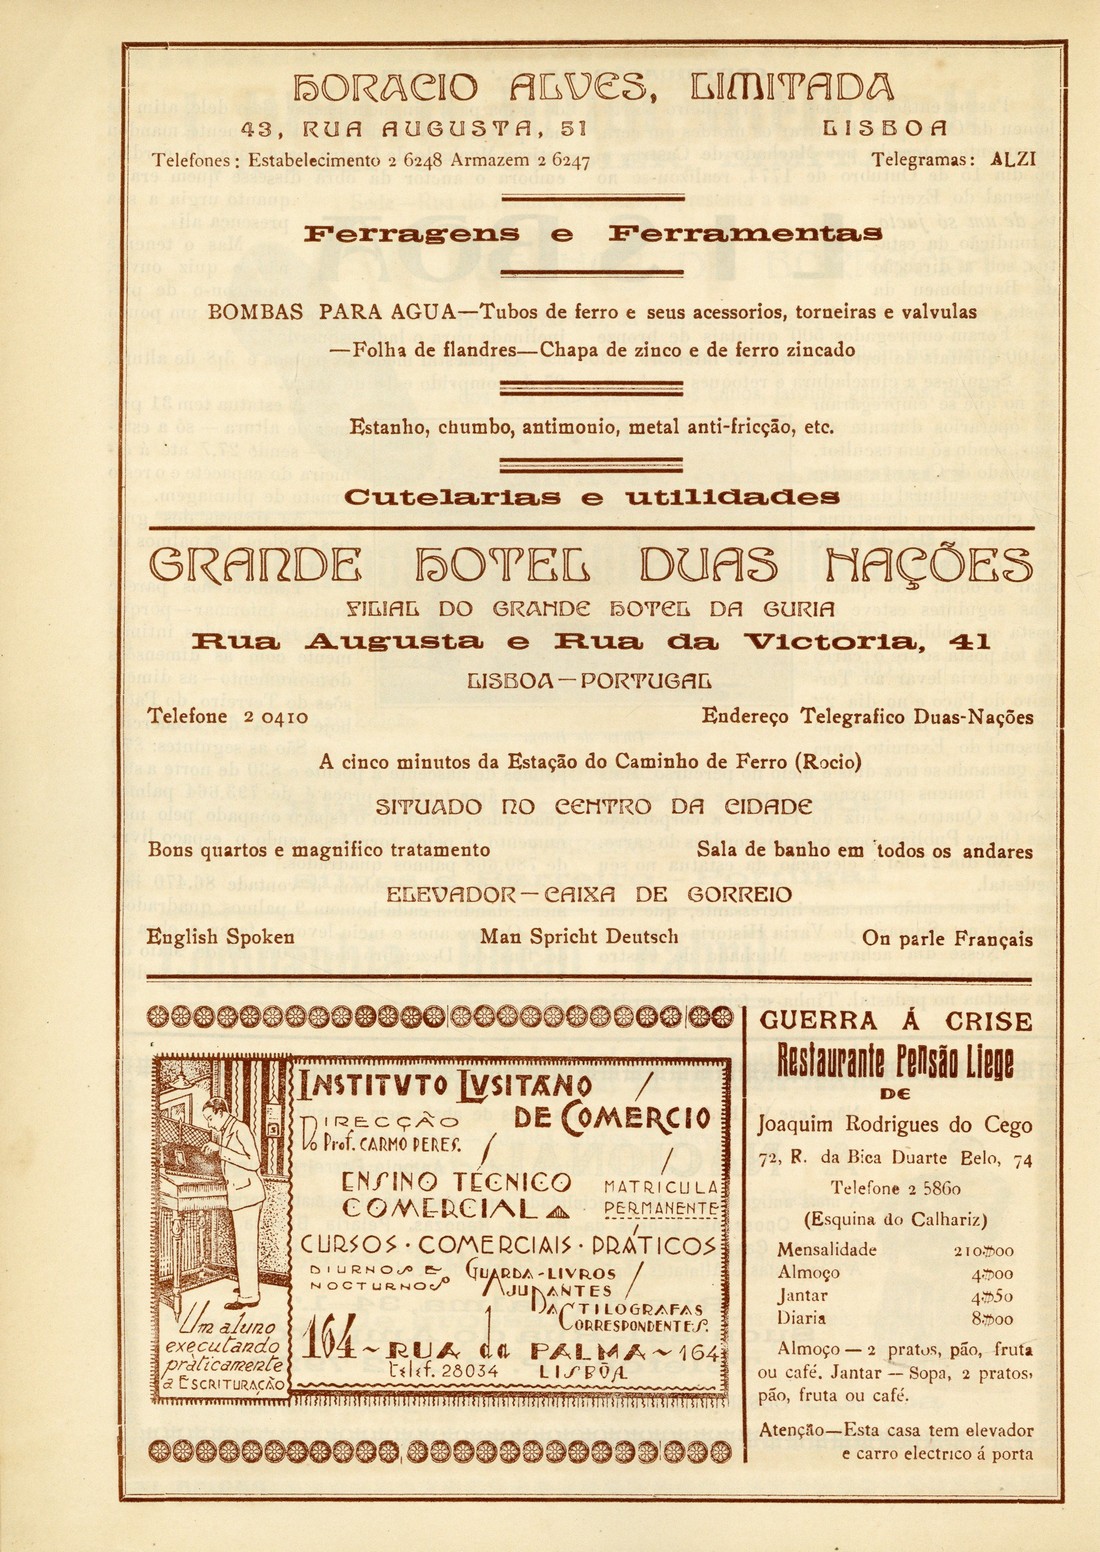 HORACIO ALVES, LIMITADA
43, RUA AUGUSTA, 51 LISBOA
Telefones: Estabelecimento 2 6248 Armazem 2 6247 Telegramas: ALZI
Ferragens e Ferramentas
BOMBAS PARA AGUA—Tubos de ferro e seus acessorios, torneiras e valvulas
—Folha de flandres—Chapa de zinco e de ferro zincado
Estanho, chumbo, antimonio, metal anti-fricção, etc.
Cutelarias e utilidades
GRANDE HOTEL DUAS NAÇÕES
FILIAL DO GRANDE HOTEL DA CURIA
Rua Augusta e Rua da Victoria, 41
LISBOA—PORTUGAL
Telefone 2 0410 Endereço Telegrafico Duas-Nações
A cinco minutos da Estação do Caminho de Ferro (Rocio)
SITUADO NO CENTRO DA CIDADE
Bons quartos e magnifico tratamento Sala de banho em todos os andares
ELEVADOR—CAIXA DE GORREIO
English Spoken Man Spricht Deutsch On parle Français
INSTITVTO LVSITANO
DE COMERCIO
DIRECÇÃO
Do Prof. CARMO PERES.
ENSINO TÉCNICO
COMERCIAL
MATRICULA
PERMANENTE
CURSOS · COMERCIAIS · PRÁTICOS
DIURNOS E
NOCTURNOS
GUARDA-LIVROS
AJUDANTES
DACTILOGRAFAS
CORRESPONDENTES.
164~RUA da PALMA~164
Telef. 28034 LISBÔA
Um aluno
executando
pràticamente
a ESCRITURAÇÃO
GUERRA Á CRISE
Restaurante Pensão Liege
DE
Joaquim Rodrigues do Cego
72, R. da Bica Duarte Belo, 74
Telefone 2 5860
(Esquina do Calhariz)
Mensalidade 210$00
Almoço 4$00
Jantar 4$50
Diaria 8$00
Almoço — 2 pratos, pão, fruta
ou café. Jantar — Sopa, 2 pratos,
pão, fruta ou café.
Atenção—Esta casa tem elevador
e carro electrico á porta